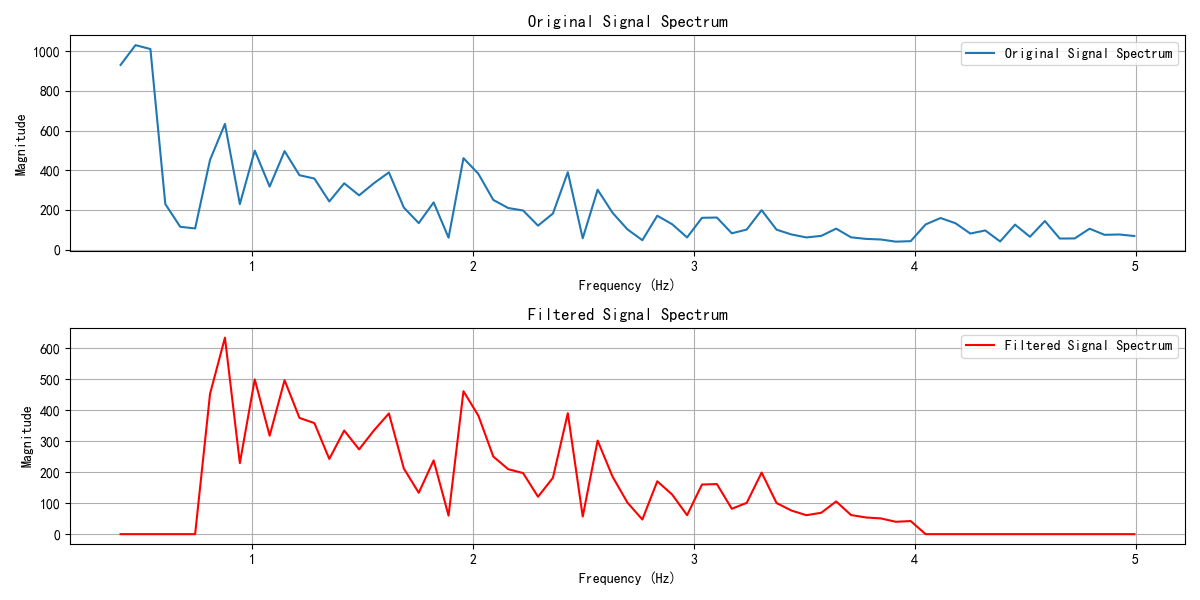 Original Signal Spectrum
Original Signal Spectrum
Magnitude
1000
800
600
400
200
0
1 2 3 4 5
Frequency (Hz)
Filtered Signal Spectrum
Filtered Signal Spectrum
Magnitude
600
500
400
300
200
100
0
1 2 3 4 5
Frequency (Hz)